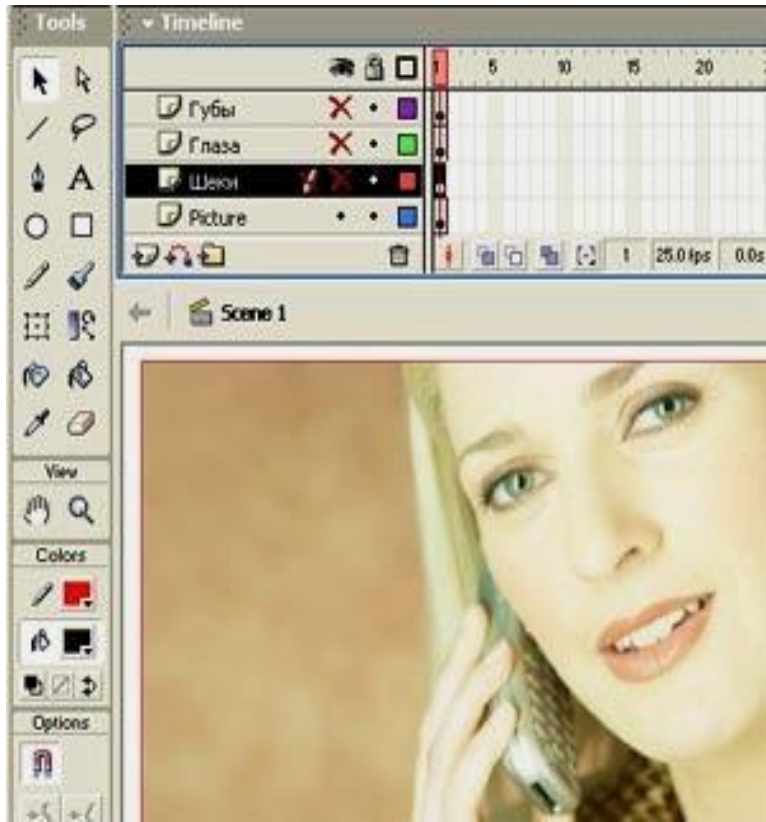 Tools
Timeline
1 5 10 15 20
Губы
Глаза
Щеки
Picture
1 25.0 fps 0.0s
Scene 1
A
View
Colors
Options